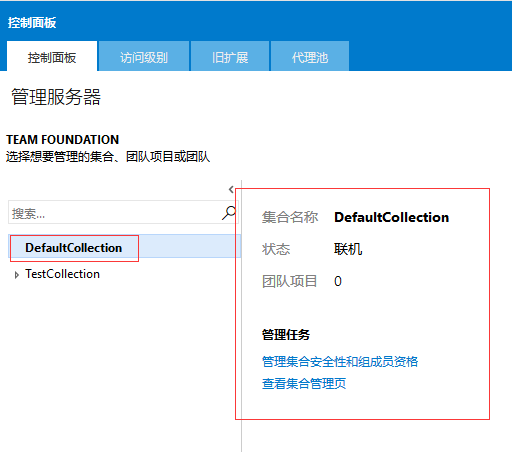 控制面板
控制面板 访问级别 旧扩展 代理池
管理服务器
TEAM FOUNDATION
选择想要管理的集合、团队项目或团队
搜索...
DefaultCollection
TestCollection
集合名称 DefaultCollection
状态 联机
团队项目 0
管理任务
管理集合安全性和组成员资格
查看集合管理页